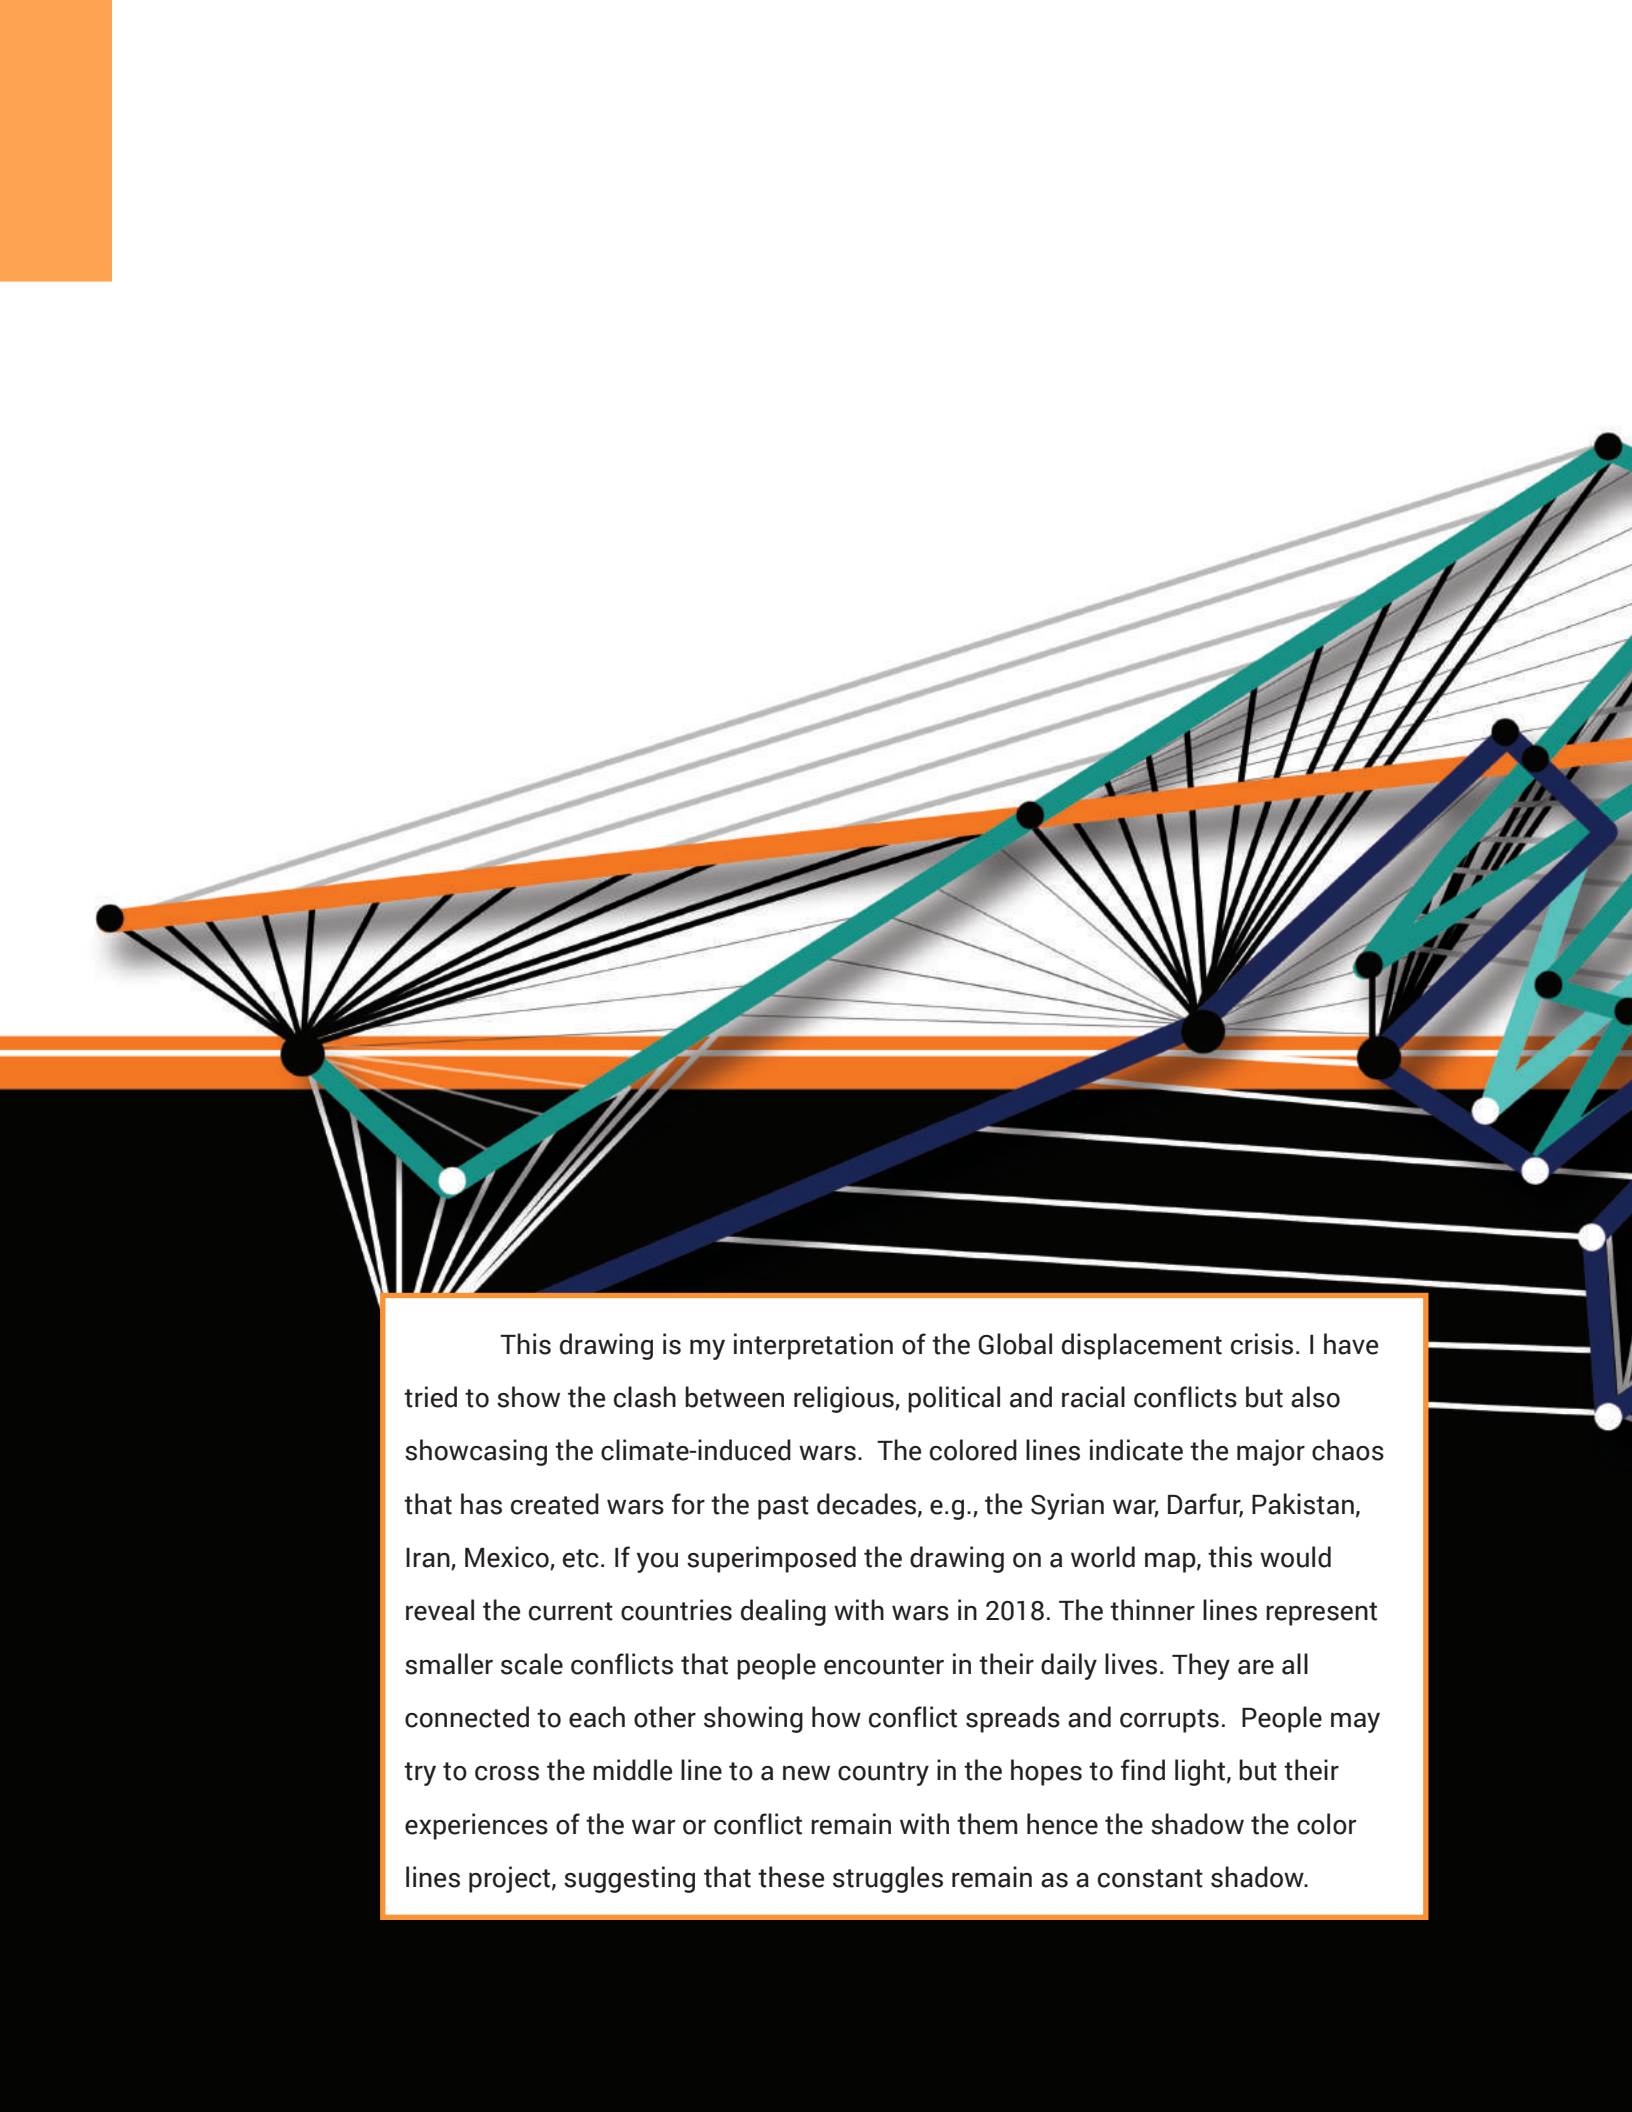 This drawing is my interpretation of the Global displacement crisis. I have
tried to show the clash between religious, political and racial conflicts but also
showcasing the climate-induced wars.  The colored lines indicate the major chaos
that has created wars for the past decades, e.g., the Syrian war, Darfur, Pakistan,
Iran, Mexico, etc. If you superimposed the drawing on a world map, this would
reveal the current countries dealing with wars in 2018. The thinner lines represent
smaller scale conflicts that people encounter in their daily lives. They are all
connected to each other showing how conflict spreads and corrupts.  People may
try to cross the middle line to a new country in the hopes to find light, but their
experiences of the war or conflict remain with them hence the shadow the color
lines project, suggesting that these struggles remain as a constant shadow.